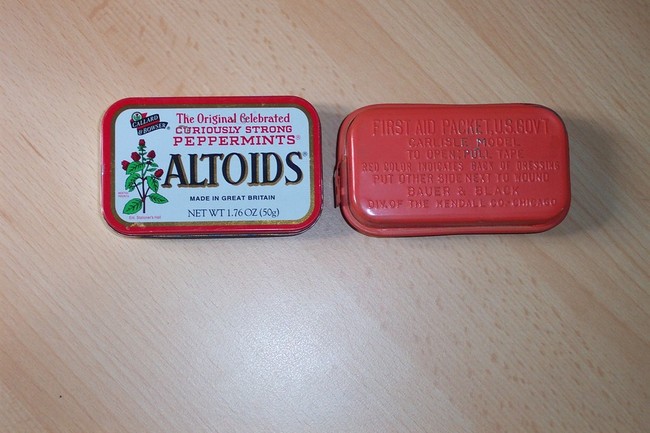 CALLARD
& BOWSER
The Original Celebrated
CURIOUSLY STRONG
PEPPERMINTS
ALTOIDS
MADE IN GREAT BRITAIN
NET WT 1.76 OZ (50g)
FIRST AID PACKET, U.S. GOV'T
CARLISLE MODEL
TO OPEN, PULL TAPE
RED COLOR INDICATES BACK OF DRESSING
PUT OTHER SIDE NEXT TO WOUND
BAUER & BLACK
DIV. OF THE KENDALL CO.-CHICAGO